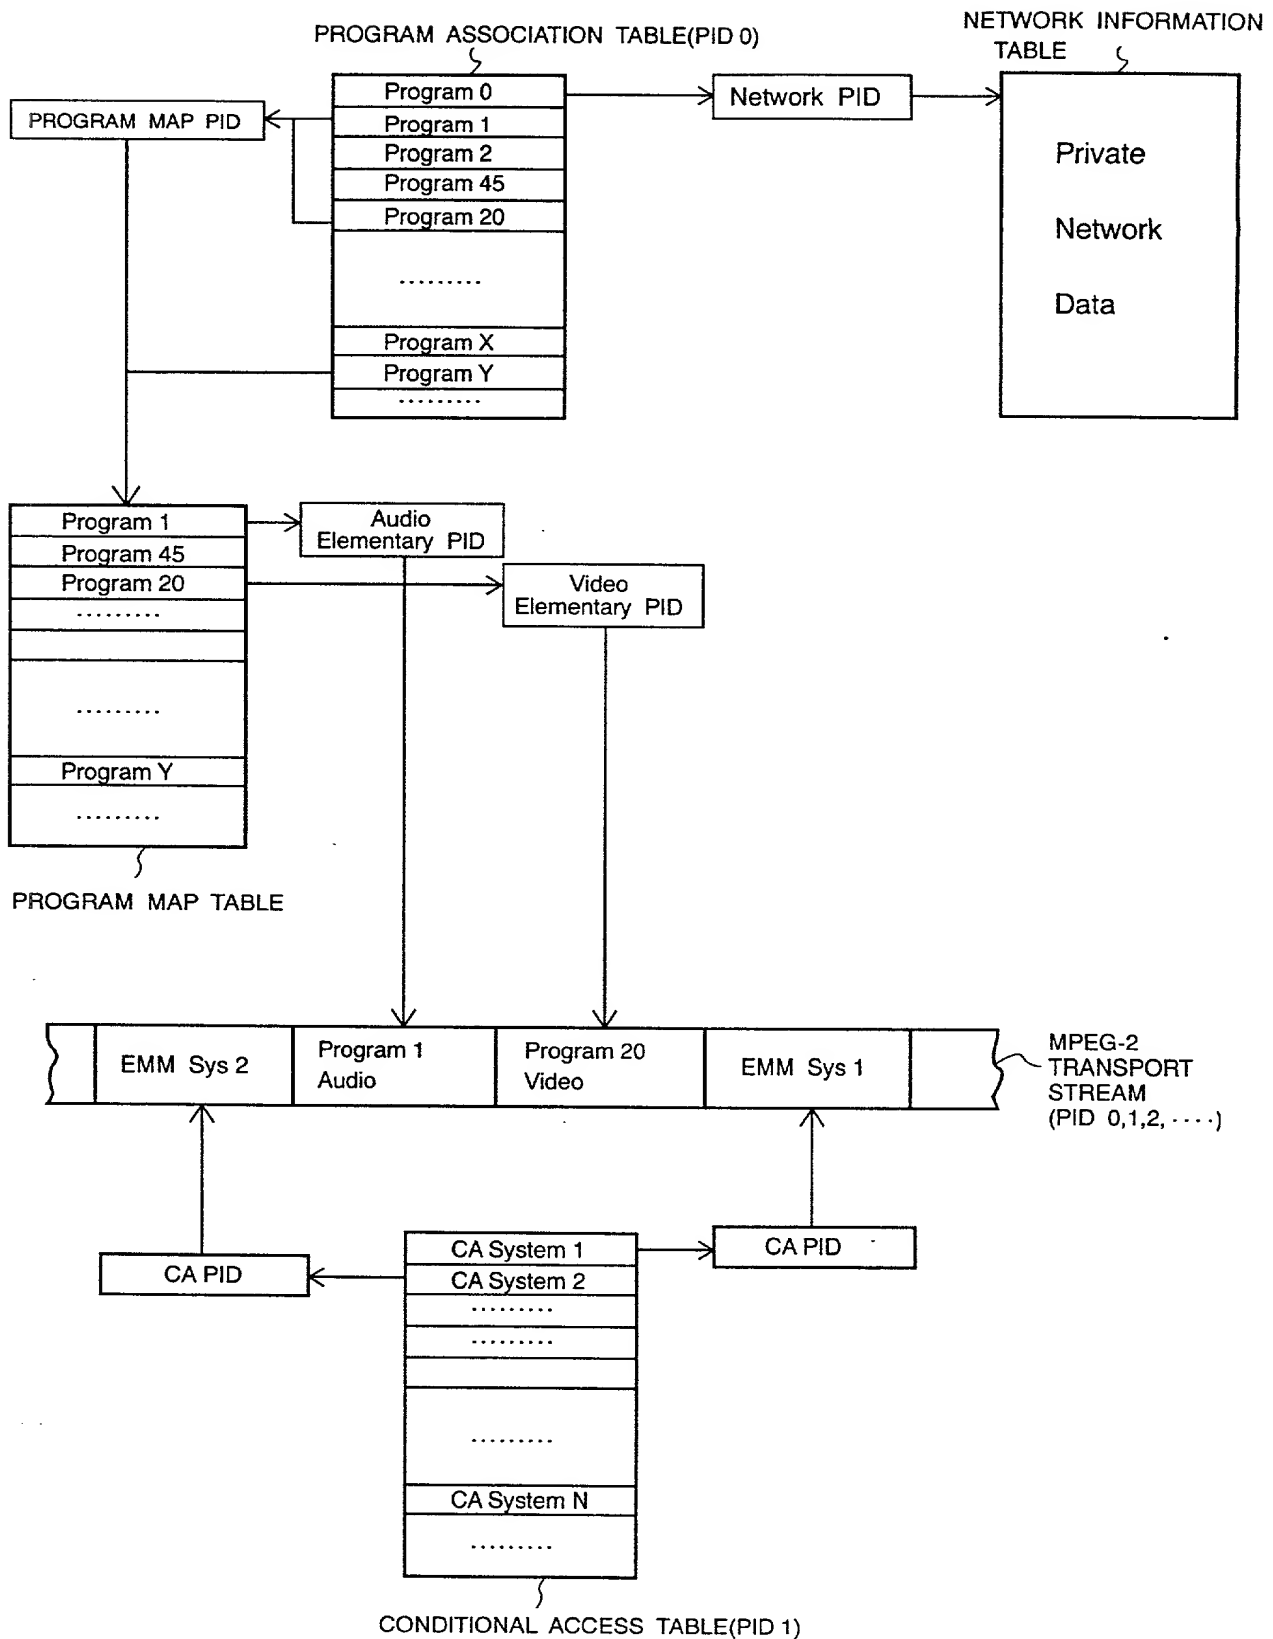 PROGRAM ASSOCIATION TABLE(PID 0)
NETWORK INFORMATION
TABLE
PROGRAM MAP PID
Program 0
Program 1
Program 2
Program 45
Program 20
.........
Program X
Program Y
.........
Network PID
Private
Network
Data
Program 1
Program 45
Program 20
.........
.........
Program Y
.........
PROGRAM MAP TABLE
Audio
Elementary PID
Video
Elementary PID
EMM Sys 2
Program 1
Audio
Program 20
Video
EMM Sys 1
MPEG-2
TRANSPORT
STREAM
(PID 0,1,2, ····)
CA PID
CA System 1
CA System 2
.........
.........
.........
CA System N
.........
CA PID
CONDITIONAL ACCESS TABLE(PID 1)